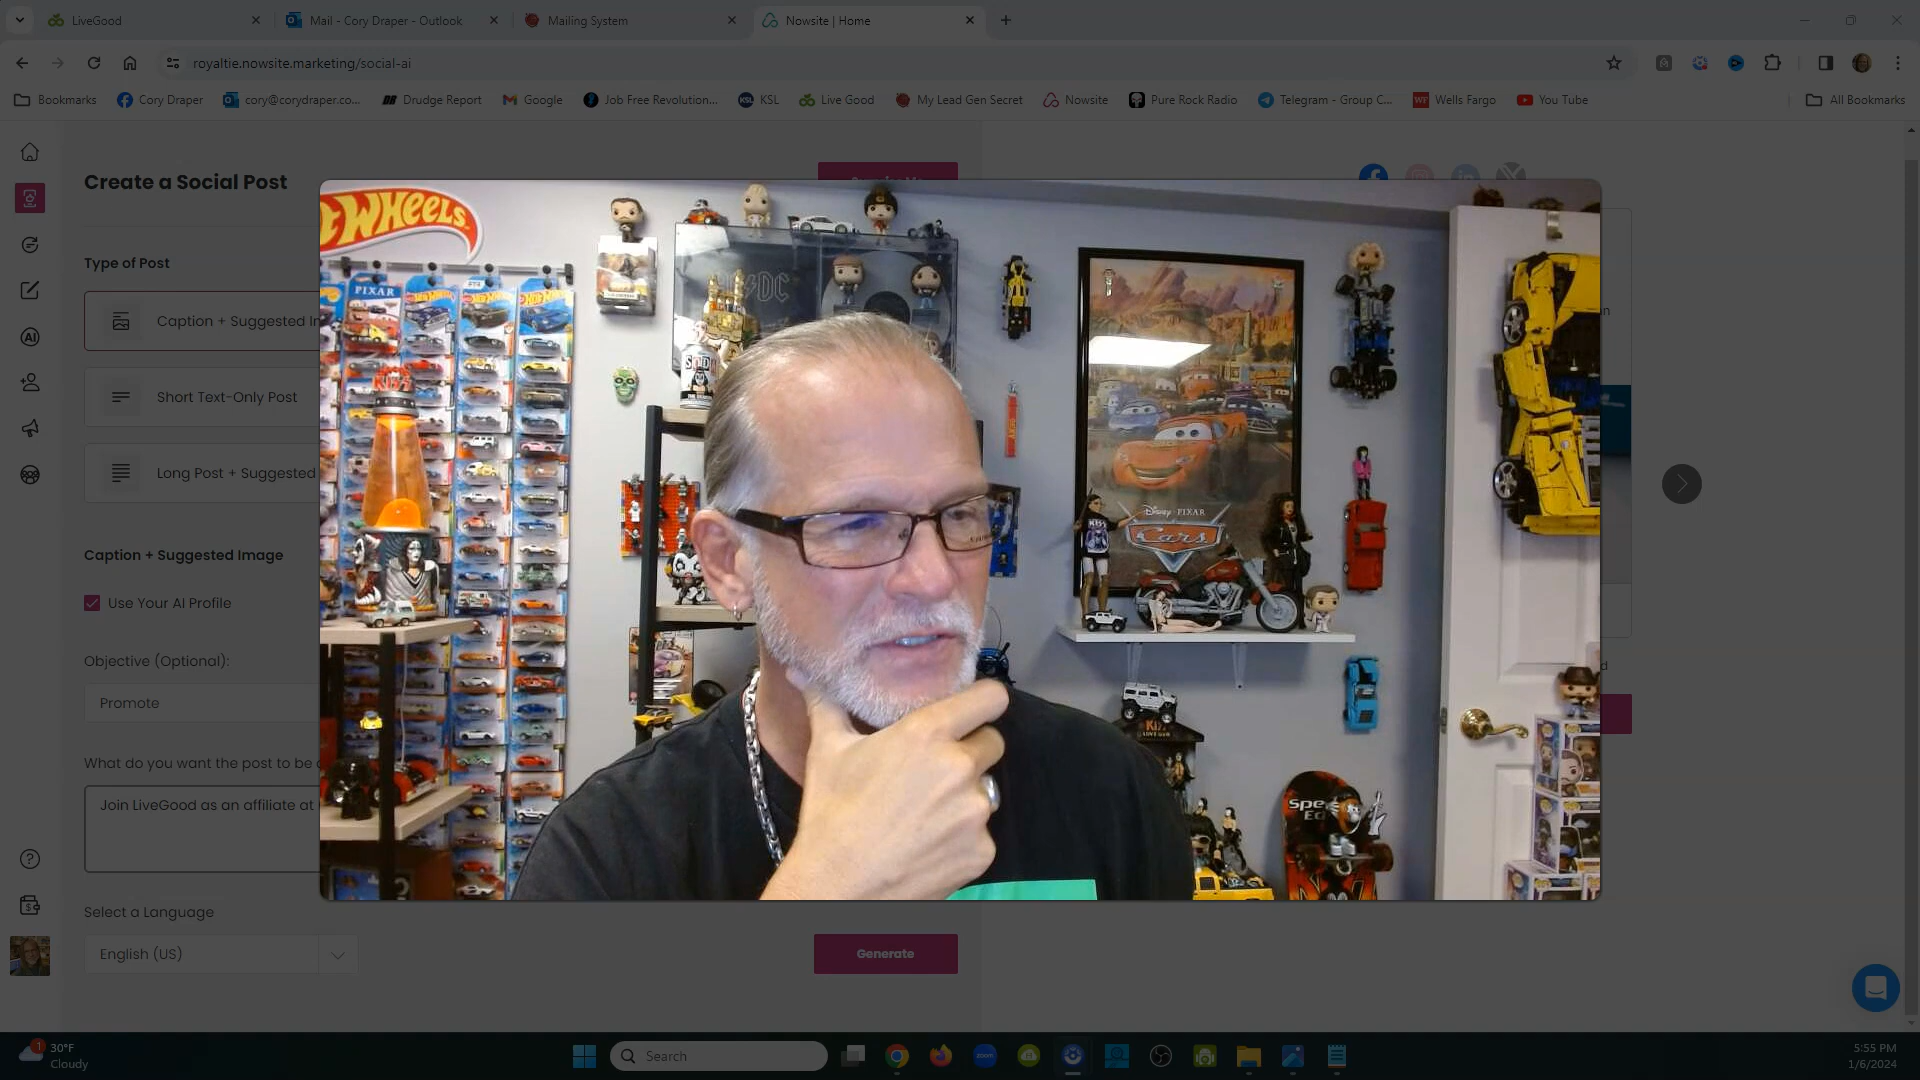 LiveGood
Mail - Cory Draper - Outlook
Mailing System
Nowsite | Home
royaltie.nowsite.marketing/social-ai
Bookmarks
Cory Draper
cory@corydraper.co...
Drudge Report
Google
Job Free Revolution...
KSL
Live Good
My Lead Gen Secret
Nowsite
Pure Rock Radio
Telegram - Group C...
Wells Fargo
You Tube
All Bookmarks
Create a Social Post
Type of Post
Caption + Suggested
Short Text-Only Post
Long Post + Suggested
Caption + Suggested Image
Use Your AI Profile
Objective (Optional):
Promote
What do you want the post to be
Join LiveGood as an affiliate at
Select a Language
English (US)
Generate
WHEELS
PIXAR
KISS
SODA
DISNEY PIXAR
Cars
KISS
30°F
Cloudy
Search
zoom
5:55 PM
1/6/2024